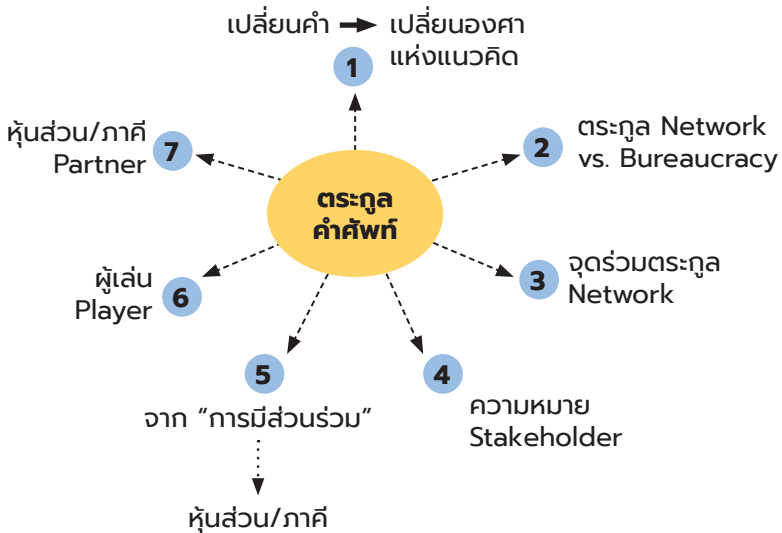 เปลี่ยนคำ → เปลี่ยนองศา
แห่งแนวคิด
1
ตระกูล
คำศัพท์
2
ตระกูล Network
vs. Bureaucracy
3
จุดร่วมตระกูล
Network
4
ความหมาย
Stakeholder
5
จาก “การมีส่วนร่วม”
หุ้นส่วน/ภาคี
6
ผู้เล่น
Player
7
หุ้นส่วน/ภาคี
Partner